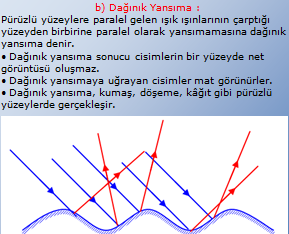 b) Dağınık Yansıma :
Pürüzlü yüzeylere paralel gelen ışık ışınlarının çarptığı
yüzeyden birbirine paralel olarak yansımamasına dağınık
yansıma denir.
• Dağınık yansıma sonucu cisimlerin bir yüzeyde net
görüntüsü oluşmaz.
• Dağınık yansımaya uğrayan cisimler mat görünürler.
• Dağınık yansıma, kumaş, döşeme, kâğıt gibi pürüzlü
yüzeylerde gerçekleşir.